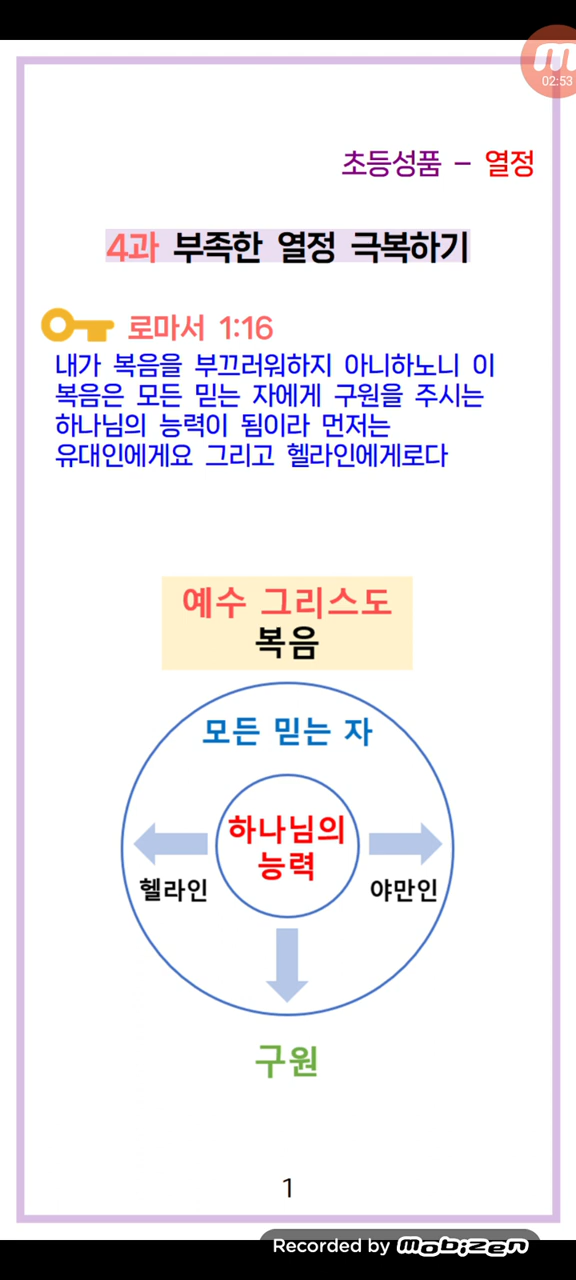 02:53
초등성품 – 열정
4과 부족한 열정 극복하기
로마서 1:16
내가 복음을 부끄러워하지 아니하노니 이
복음은 모든 믿는 자에게 구원을 주시는
하나님의 능력이 됨이라 먼저는
유대인에게요 그리고 헬라인에게로다
예수 그리스도
복음
모든 믿는 자
하나님의
능력
헬라인
야만인
구원
1
Recorded by mobizen